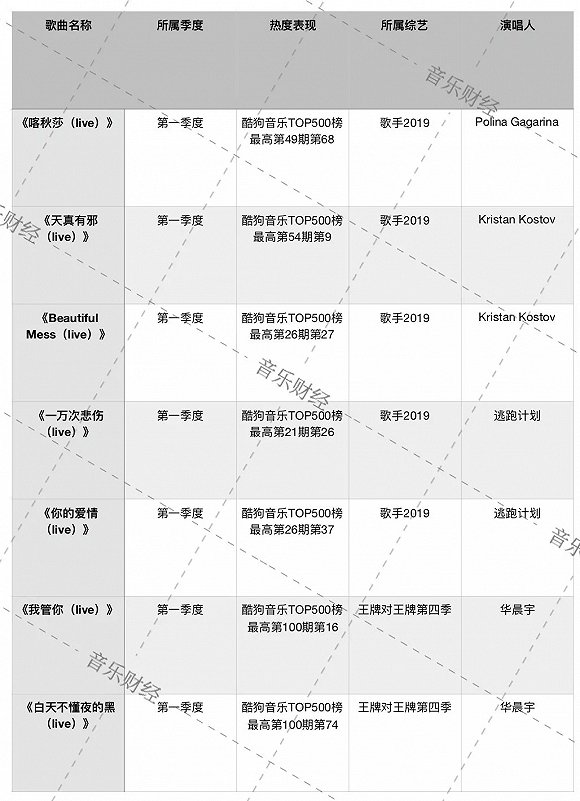 歌曲名称 所属季度 热度表现 所属综艺 演唱人
《喀秋莎（live）》 第一季度 酷狗音乐TOP500榜 歌手2019 Polina Gagarina
最高第49期第68
《天真有邪 第一季度 酷狗音乐TOP500榜 歌手2019 Kristan Kostov
（live）》 最高第54期第9
《Beautiful 第一季度 酷狗音乐TOP500榜 歌手2019 Kristan Kostov
Mess（live）》 最高第26期第27
《一万次悲伤 第一季度 酷狗音乐TOP500榜 歌手2019 逃跑计划
（live）》 最高第21期第26
《你的爱情 第一季度 酷狗音乐TOP500榜 歌手2019 逃跑计划
（live）》 最高第26期第37
《我管你（live）》 第一季度 酷狗音乐TOP500榜 王牌对王牌第四季 华晨宇
最高第100期第16
《白天不懂夜的黑 第一季度 酷狗音乐TOP500榜 王牌对王牌第四季 华晨宇
（live）》 最高第100期第74
音乐财经
乐财经
音乐财经
音乐
音乐财经